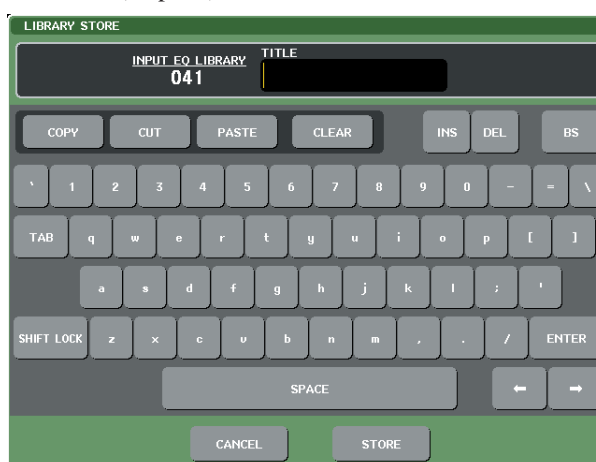 LIBRARY STORE
INPUT EQ LIBRARY TITLE
041
COPY CUT PASTE CLEAR INS DEL BS
` 1 2 3 4 5 6 7 8 9 0 - = \
TAB q w e r t y u i o p [ ]
a s d f g h j k l ; '
SHIFT LOCK z x c v b n m , . / ENTER
SPACE ← →
CANCEL STORE